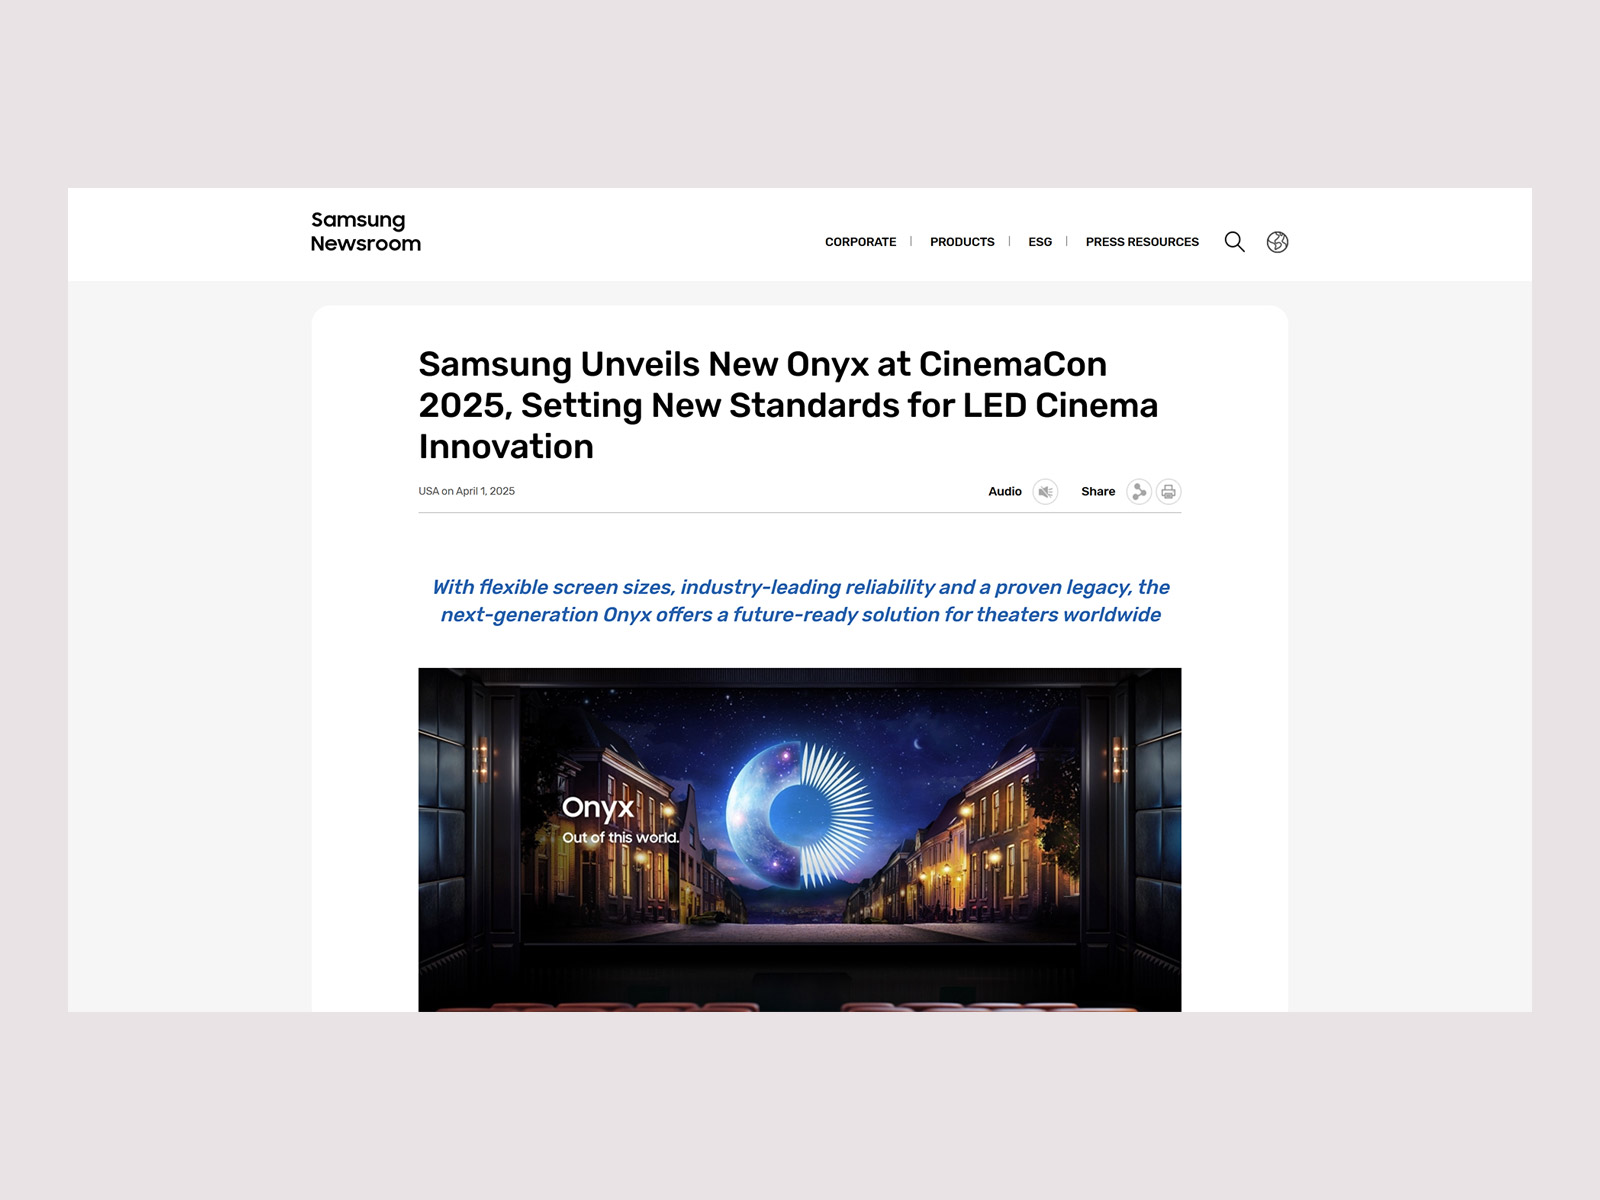 Samsung
Newsroom
CORPORATE | PRODUCTS | ESG | PRESS RESOURCES
Samsung Unveils New Onyx at CinemaCon
2025, Setting New Standards for LED Cinema
Innovation
USA on April 1, 2025
Audio Share
With flexible screen sizes, industry-leading reliability and a proven legacy, the
next-generation Onyx offers a future-ready solution for theaters worldwide
Onyx
Out of this world.